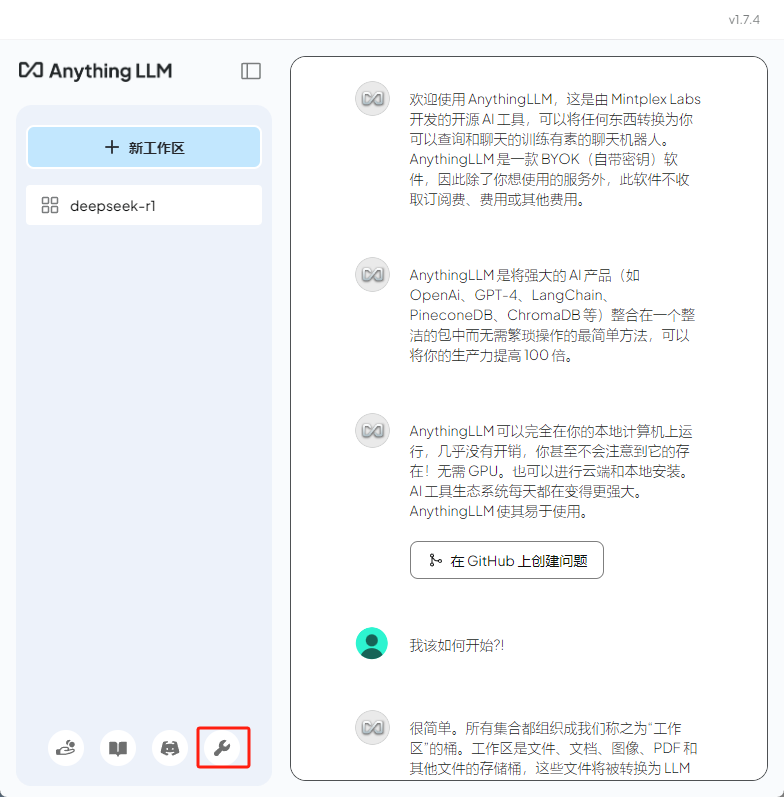 v1.7.4
Anything LLM
新工作区
deepseek-r1
欢迎使用 AnythingLLM，这是由 Mintplex Labs
开发的开源 AI 工具，可以将任何东西转换为你
可以查询和聊天的训练有素的聊天机器人。
AnythingLLM 是一款 BYOK（自带密钥）软
件，因此除了你想使用的服务外，此软件不收
取订阅费、费用或其他费用。
AnythingLLM 是将强大的 AI 产品（如
OpenAi、GPT-4、LangChain、
PineconeDB、ChromaDB 等）整合在一个整
洁的包中而无需繁琐操作的最简单方法，可以
将你的生产力提高 100 倍。
AnythingLLM 可以完全在你的本地计算机上运
行，几乎没有开销，你甚至不会注意到它的存
在！无需 GPU。也可以进行云端和本地安装。
AI 工具生态系统每天都在变得更强大。
AnythingLLM 使其易于使用。
在 GitHub 上创建问题
我该如何开始?!
很简单。所有集合都组织成我们称之为“工作
区”的桶。工作区是文件、文档、图像、PDF 和
其他文件的存储桶，这些文件将被转换为 LLM